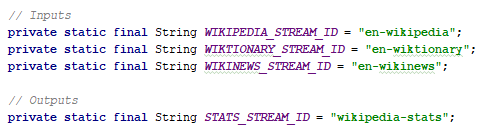 // Inputs
private static final String WIKIPEDIA_STREAM_ID = "en-wikipedia";
private static final String WIKTIONARY_STREAM_ID = "en-wiktionary";
private static final String WIKINEWS_STREAM_ID = "en-wikinews";
// Outputs
private static final String STATS_STREAM_ID = "wikipedia-stats";